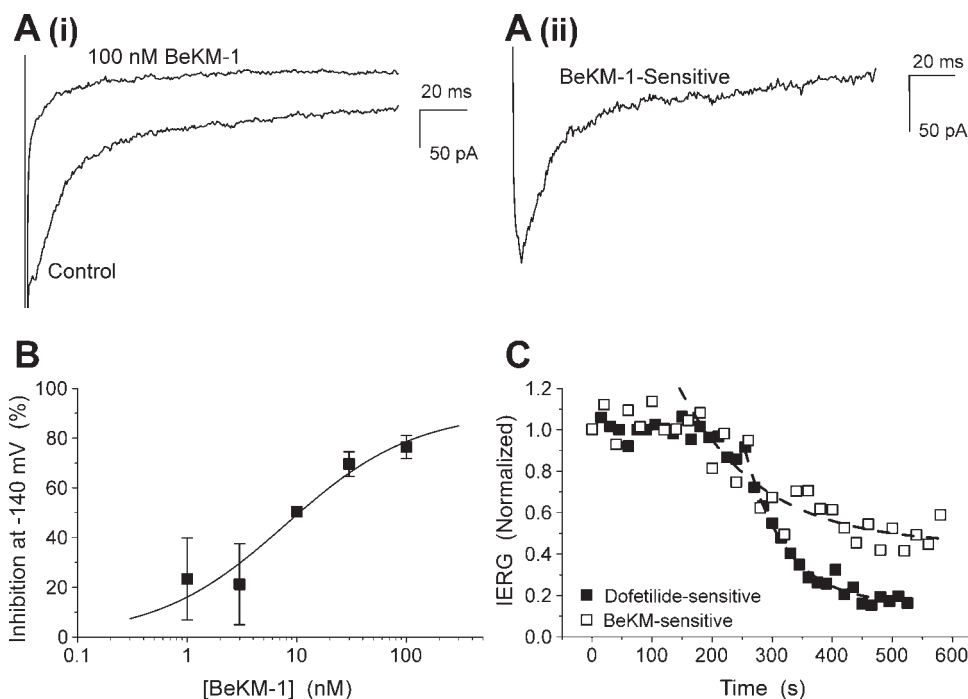 A (i)
100 nM BeKM-1
20 ms
50 pA
Control
A (ii)
BeKM-1-Sensitive
20 ms
50 pA
B
Inhibition at -140 mV (%)
100
80
60
40
20
0
0.1
1
10
100
[BeKM-1] (nM)
C
IERG (Normalized)
1.2
1.0
0.8
0.6
0.4
0.2
0.0
Dofetilide-sensitive
BeKM-sensitive
0
100
200
300
400
500
600
Time (s)